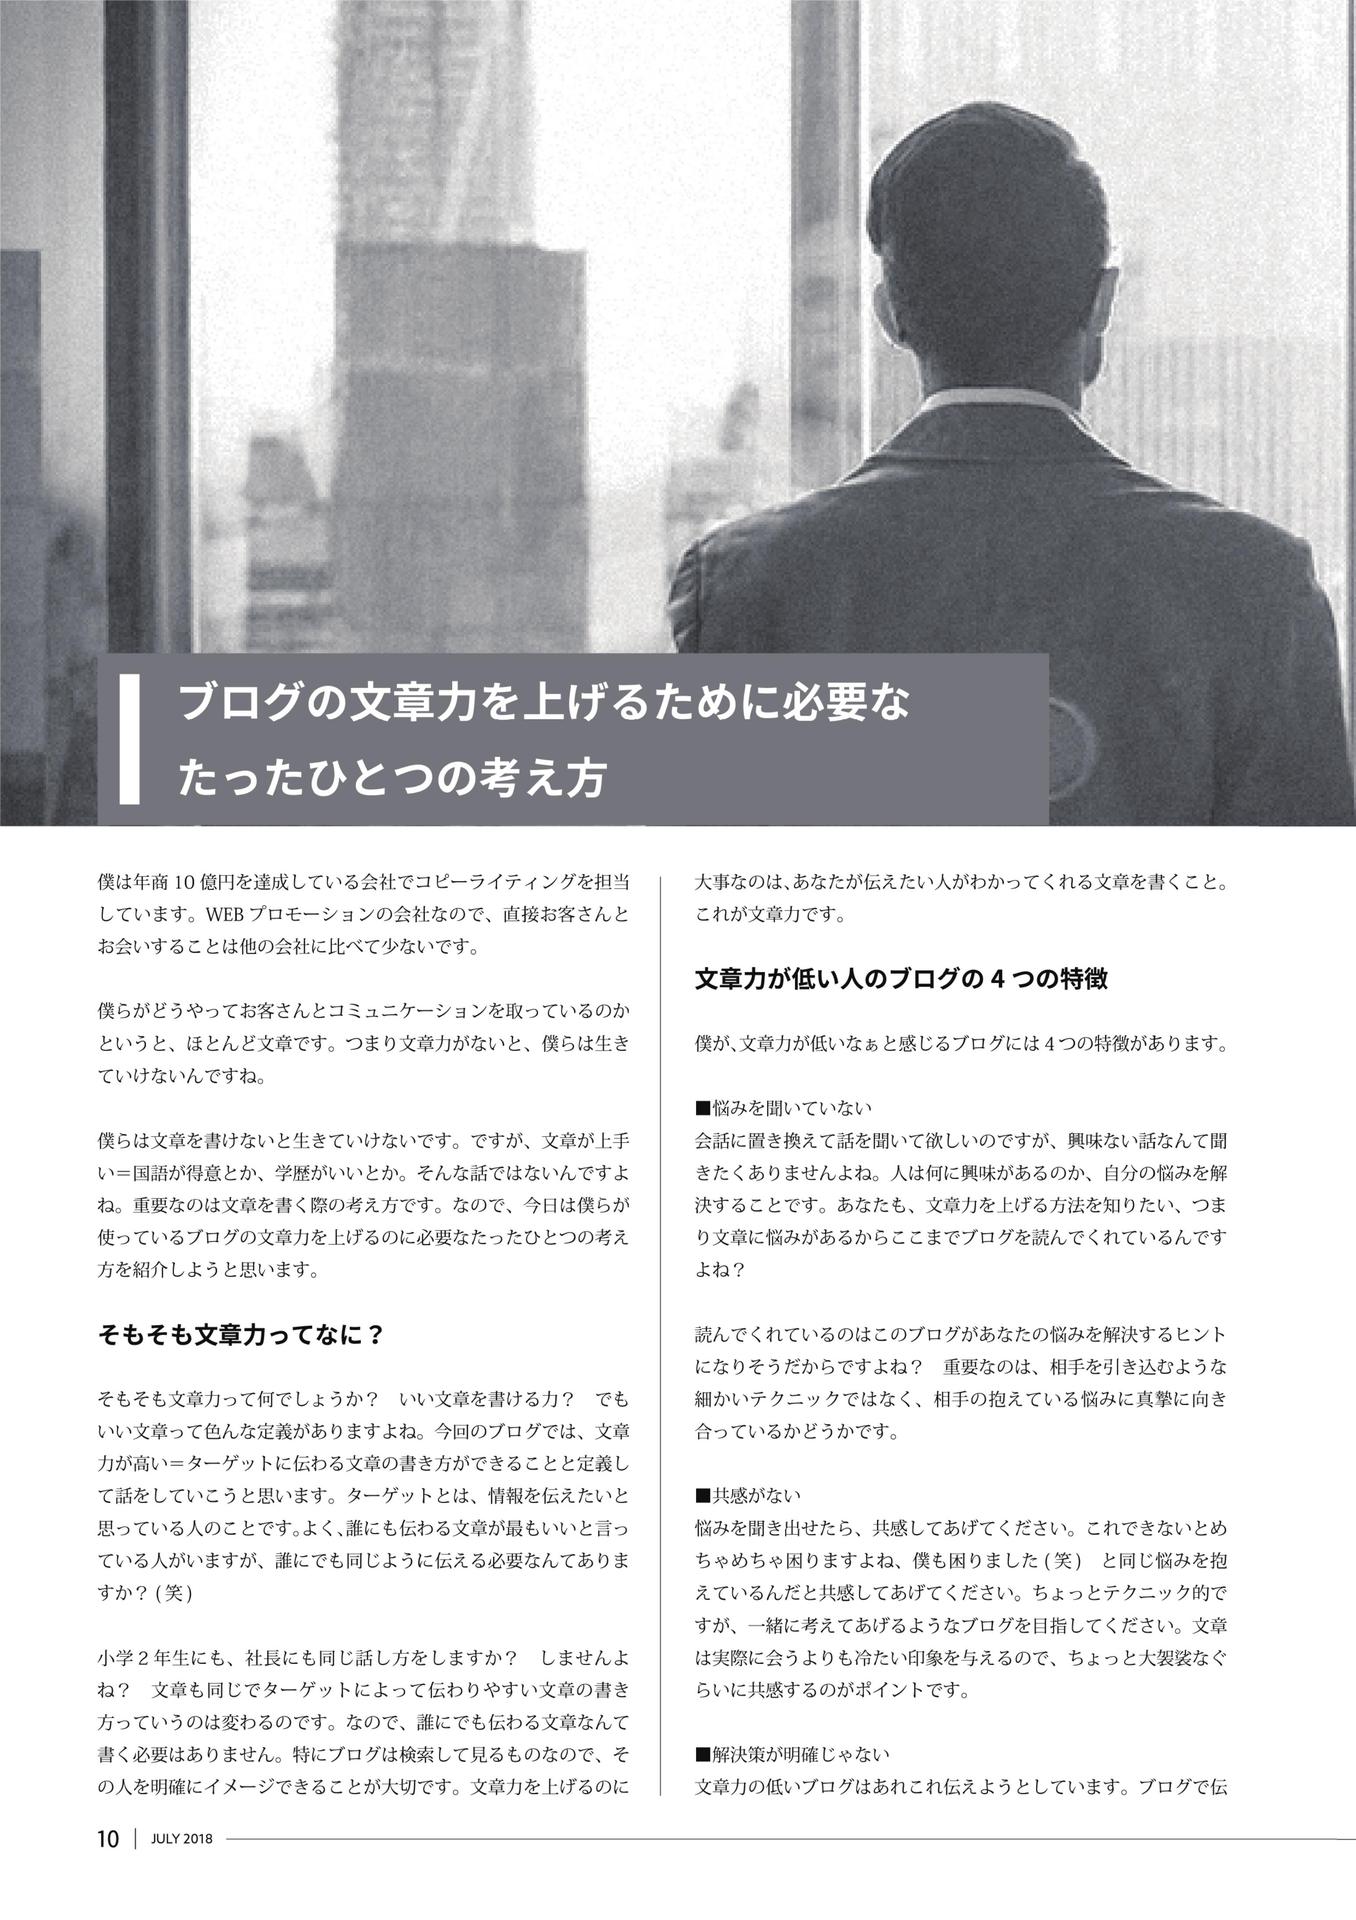 ブログの文章力を上げるために必要な
たったひとつの考え方
僕は年商 10 億円を達成している会社でコピーライティングを担当
しています。WEB プロモーションの会社なので、直接お客さんと
お会いすることは他の会社に比べて少ないです。
僕らがどうやってお客さんとコミュニケーションを取っているのか
というと、ほとんど文章です。つまり文章力がないと、僕らは生き
ていけないんですね。
僕らは文章を書けないと生きていけないです。ですが、文章が上手
い＝国語が得意とか、学歴がいいとか。そんな話ではないんですよ
ね。重要なのは文章を書く際の考え方です。なので、今日は僕らが
使っているブログの文章力を上げるのに必要なたったひとつの考え
方を紹介しようと思います。
そもそも文章力ってなに？
そもそも文章力って何でしょうか？　いい文章を書ける力？　でも
いい文章って色んな定義がありますよね。今回のブログでは、文章
力が高い＝ターゲットに伝わる文章の書き方ができることと定義し
て話をしていこうと思います。ターゲットとは、情報を伝えたいと
思っている人のことです。よく、誰にも伝わる文章が最もいいと言っ
ている人がいますが、誰にでも同じように伝える必要なんてありま
すか？ ( 笑 )
小学 2 年生にも、社長にも同じ話し方をしますか？　しませんよ
ね？　文章も同じでターゲットによって伝わりやすい文章の書き
方っていうのは変わるのです。なので、誰にでも伝わる文章なんて
書く必要はありません。特にブログは検索して見るものなので、そ
の人を明確にイメージできることが大切です。文章力を上げるのに
大事なのは、あなたが伝えたい人がわかってくれる文章を書くこと。
これが文章力です。
文章力が低い人のブログの 4 つの特徴
僕が、文章力が低いなぁと感じるブログには 4 つの特徴があります。
■悩みを聞いていない
会話に置き換えて話を聞いて欲しいのですが、興味ない話なんて聞
きたくありませんよね。人は何に興味があるのか、自分の悩みを解
決することです。あなたも、文章力を上げる方法を知りたい、つま
り文章に悩みがあるからここまでブログを読んでくれているんです
よね？
読んでくれているのはこのブログがあなたの悩みを解決するヒント
になりそうだからですよね？　重要なのは、相手を引き込むような
細かいテクニックではなく、相手の抱えている悩みに真摯に向き
合っているかどうかです。
■共感がない
悩みを聞き出せたら、共感してあげてください。これできないとめ
ちゃめちゃ困りますよね、僕も困りました ( 笑 )　と同じ悩みを抱
えているんだと共感してあげてください。ちょっとテクニック的で
すが、一緒に考えてあげるようなブログを目指してください。文章
は実際に会うよりも冷たい印象を与えるので、ちょっと大袈裟なぐ
らいに共感するのがポイントです。
■解決策が明確じゃない
文章力の低いブログはあれこれ伝えようとしています。ブログで伝
10 JULY 2018